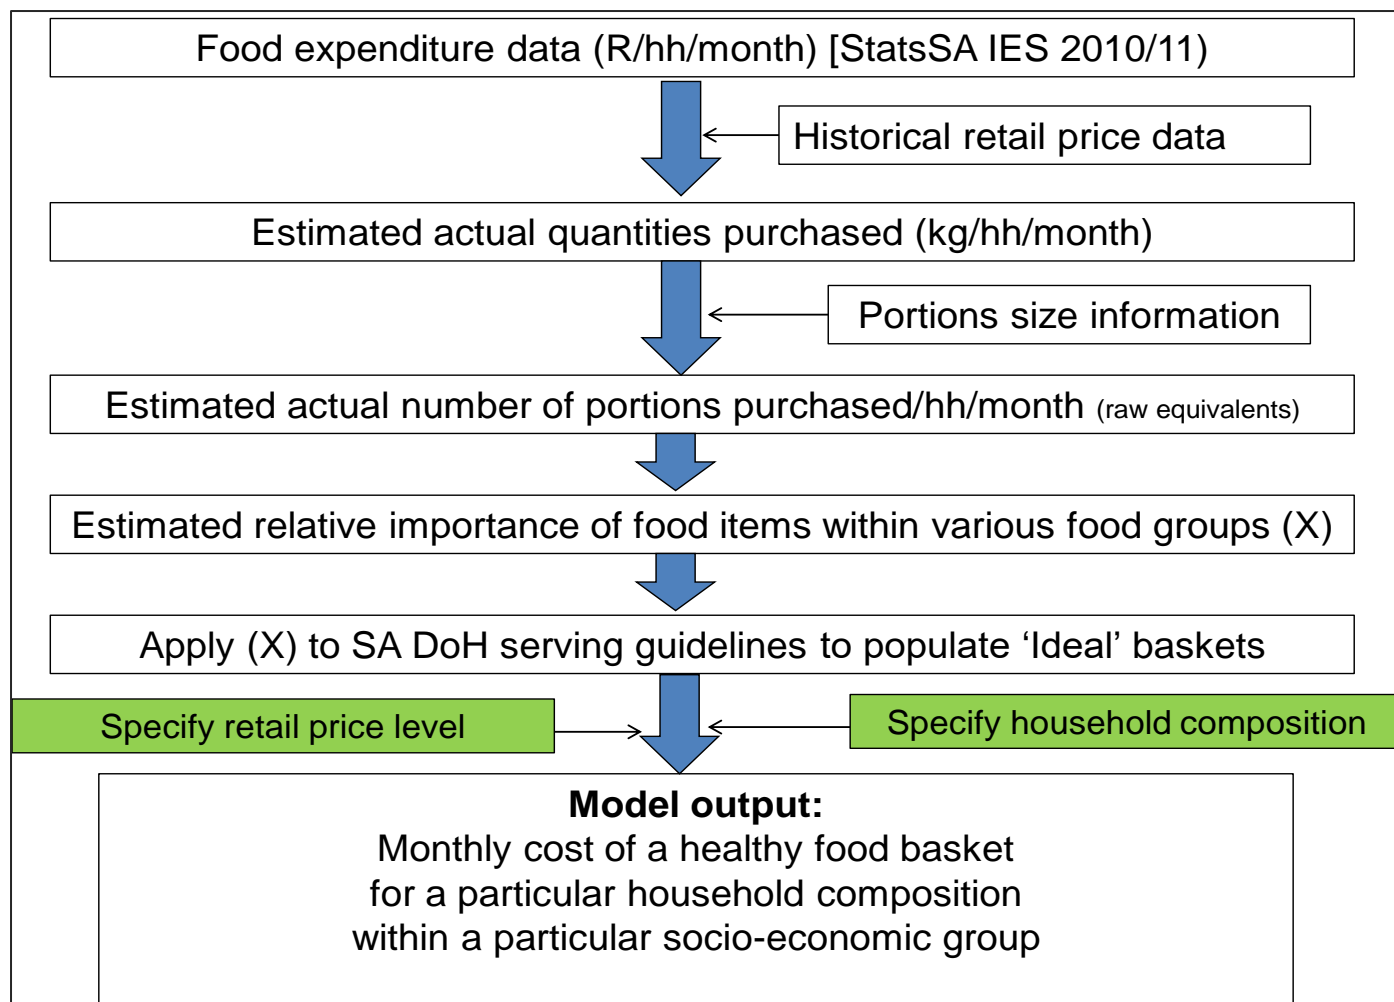 Food expenditure data (R/hh/month) [StatsSA IES 2010/11)
Historical retail price data
Estimated actual quantities purchased (kg/hh/month)
Portions size information
Estimated actual number of portions purchased/hh/month (raw equivalents)
Estimated relative importance of food items within various food groups (X)
Apply (X) to SA DoH serving guidelines to populate ‘Ideal’ baskets
Specify retail price level
Specify household composition
Model output:
Monthly cost of a healthy food basket
for a particular household composition
within a particular socio-economic group